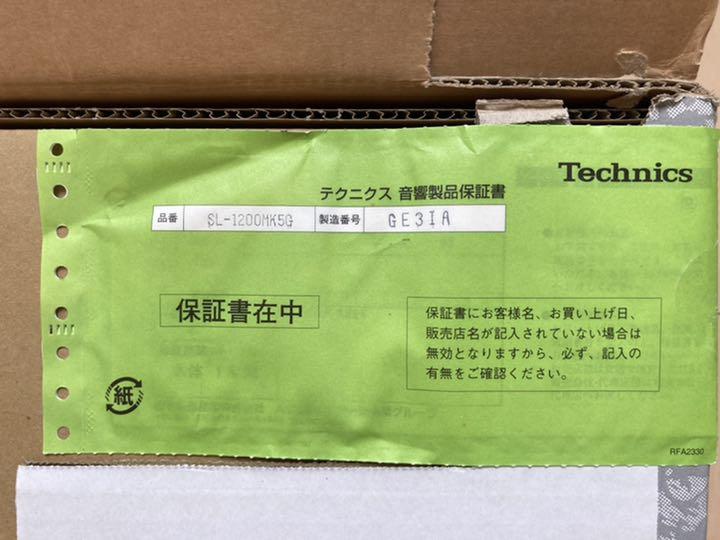 Technics
テクニクス 音響製品保証書
品番 SL-1200MK5G 製造番号 GE3IA
保証書在中
保証書にお客様名、お買い上げ日、
販売店名が記入されていない場合は
無効となりますから、必ず、記入の
有無をご確認ください。
紙
RFA2330